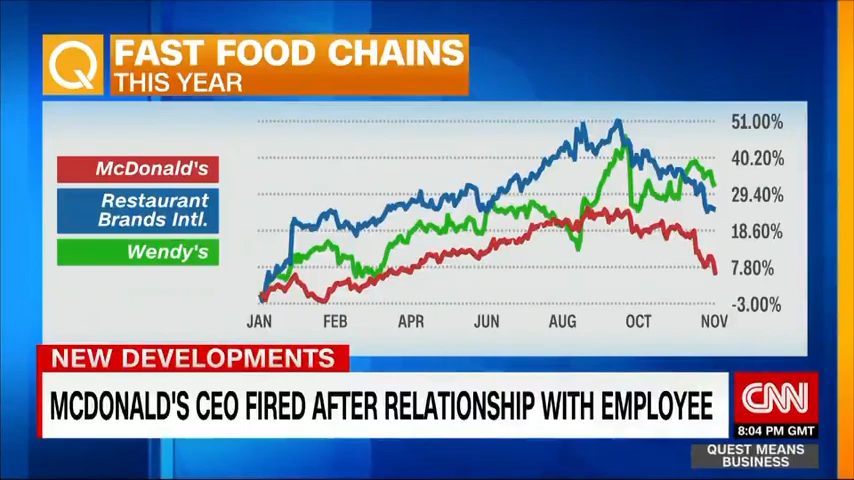 Q
FAST FOOD CHAINS
THIS YEAR
McDonald's
Restaurant
Brands Intl.
Wendy's
51.00%
40.20%
29.40%
18.60%
7.80%
-3.00%
JAN FEB APR JUN AUG OCT NOV
NEW DEVELOPMENTS
MCDONALD'S CEO FIRED AFTER RELATIONSHIP WITH EMPLOYEE
CNN
8:04 PM GMT
QUEST MEANS
BUSINESS